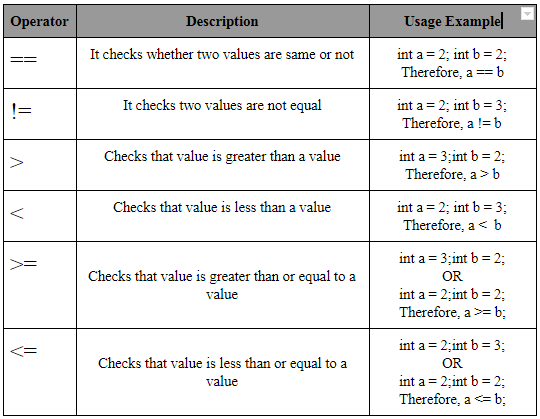 Operator Description Usage Example
== It checks whether two values are same or not int a = 2; int b = 2;
Therefore, a == b
!= It checks two values are not equal int a = 2; int b = 3;
Therefore, a != b
> Checks that value is greater than a value int a = 3;int b = 2;
Therefore, a > b
< Checks that value is less than a value int a = 2; int b = 3;
Therefore, a < b
>= Checks that value is greater than or equal to a
value
int a = 3;int b = 2;
OR
int a = 2;int b = 2;
Therefore, a >= b;
<= Checks that value is less than or equal to a
value
int a = 2;int b = 3;
OR
int a = 2;int b = 2;
Therefore, a <= b;